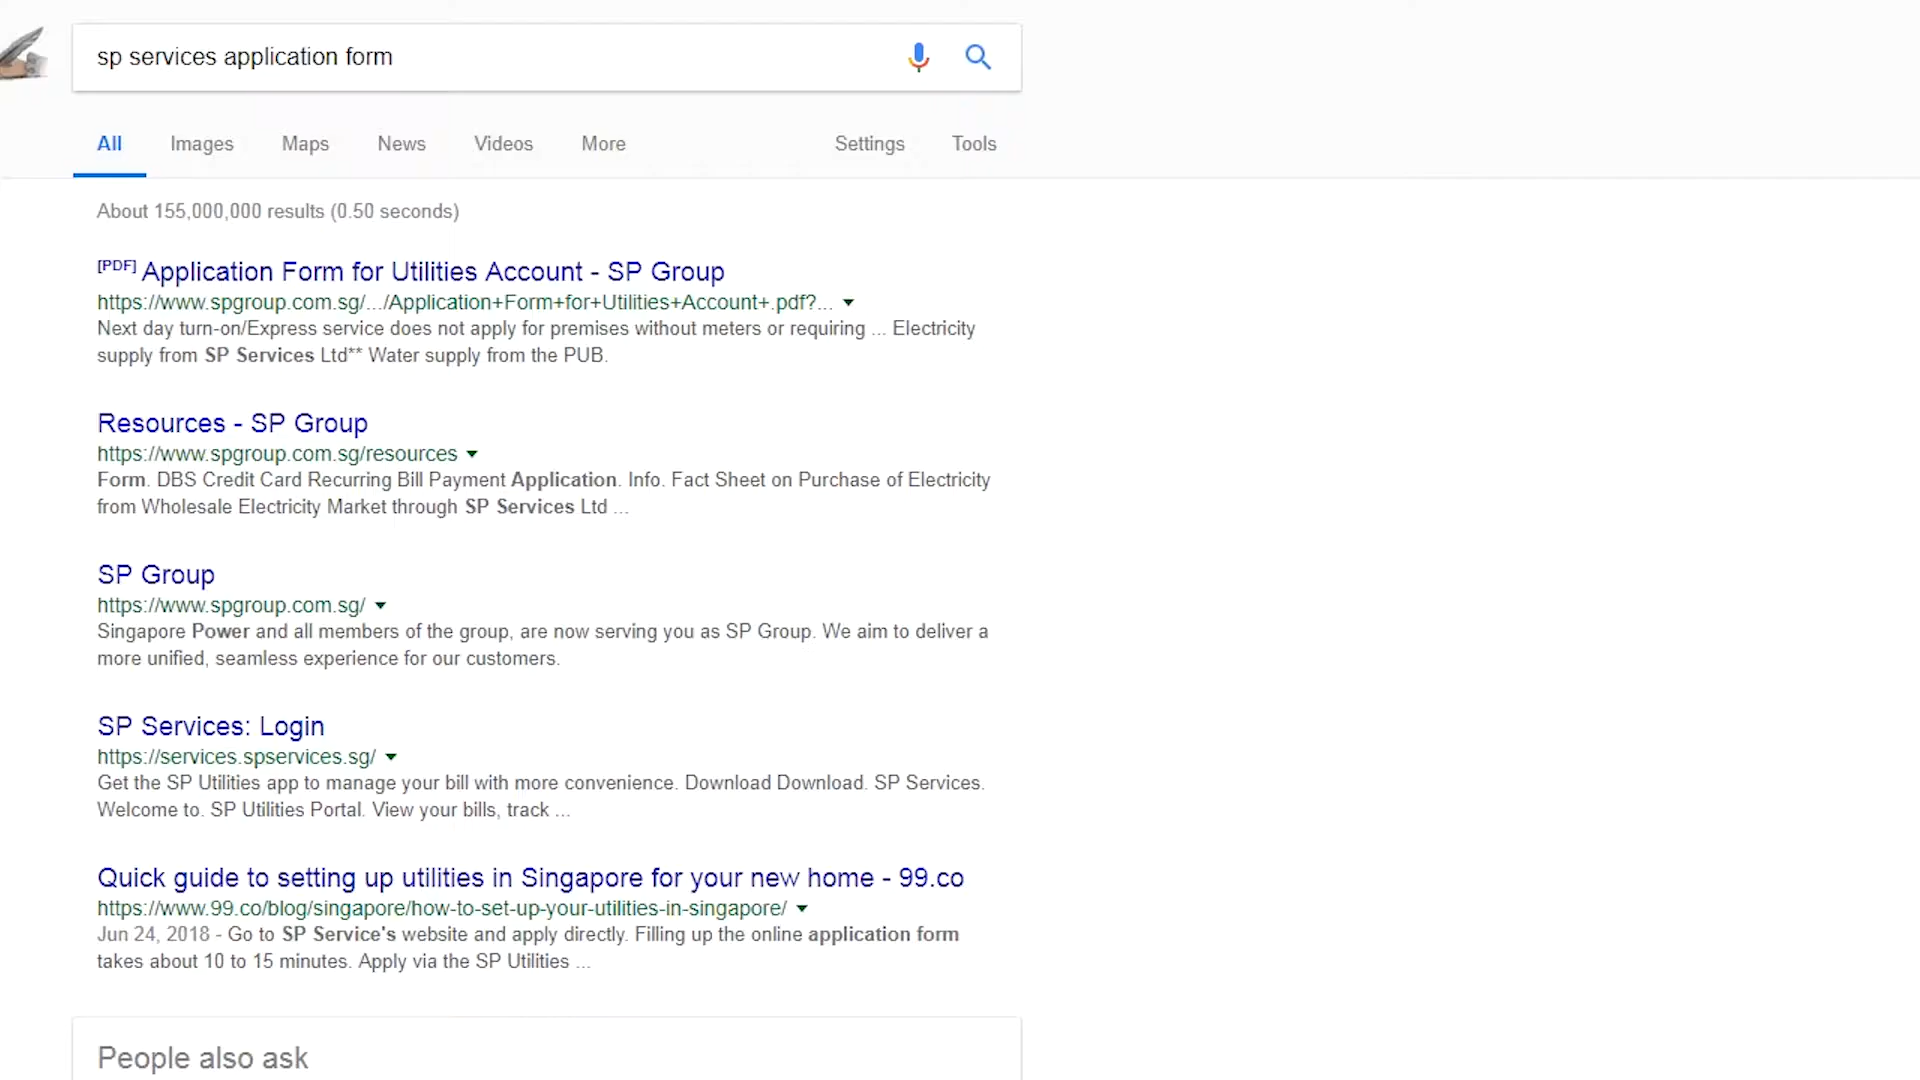 sp services application form
All Images Maps News Videos More Settings Tools
About 155,000,000 results (0.50 seconds)
[PDF] Application Form for Utilities Account - SP Group
https://www.spgroup.com.sg/.../Application+Form+for+Utilities+Account+.pdf?...
Next day turn-on/Express service does not apply for premises without meters or requiring ... Electricity
supply from SP Services Ltd** Water supply from the PUB.
Resources - SP Group
https://www.spgroup.com.sg/resources
Form. DBS Credit Card Recurring Bill Payment Application. Info. Fact Sheet on Purchase of Electricity
from Wholesale Electricity Market through SP Services Ltd ...
SP Group
https://www.spgroup.com.sg/
Singapore Power and all members of the group, are now serving you as SP Group. We aim to deliver a
more unified, seamless experience for our customers.
SP Services: Login
https://services.spservices.sg/
Get the SP Utilities app to manage your bill with more convenience. Download Download. SP Services.
Welcome to. SP Utilities Portal. View your bills, track ...
Quick guide to setting up utilities in Singapore for your new home - 99.co
https://www.99.co/blog/singapore/how-to-set-up-your-utilities-in-singapore/
Jun 24, 2018 - Go to SP Service's website and apply directly. Filling up the online application form
takes about 10 to 15 minutes. Apply via the SP Utilities ...
People also ask